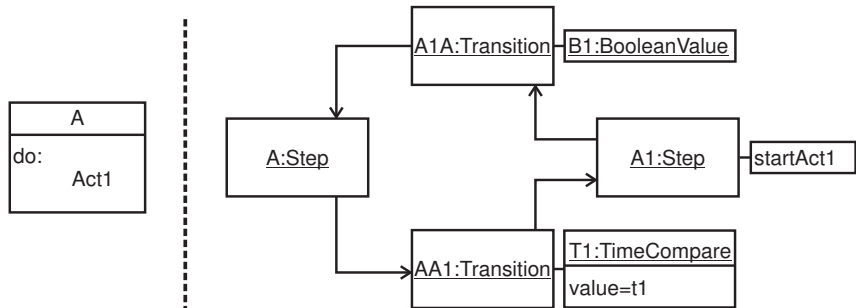 A
do:
Act1
A1A:Transition
B1:BooleanValue
A:Step
A1:Step
startAct1
AA1:Transition
T1:TimeCompare
value=t1